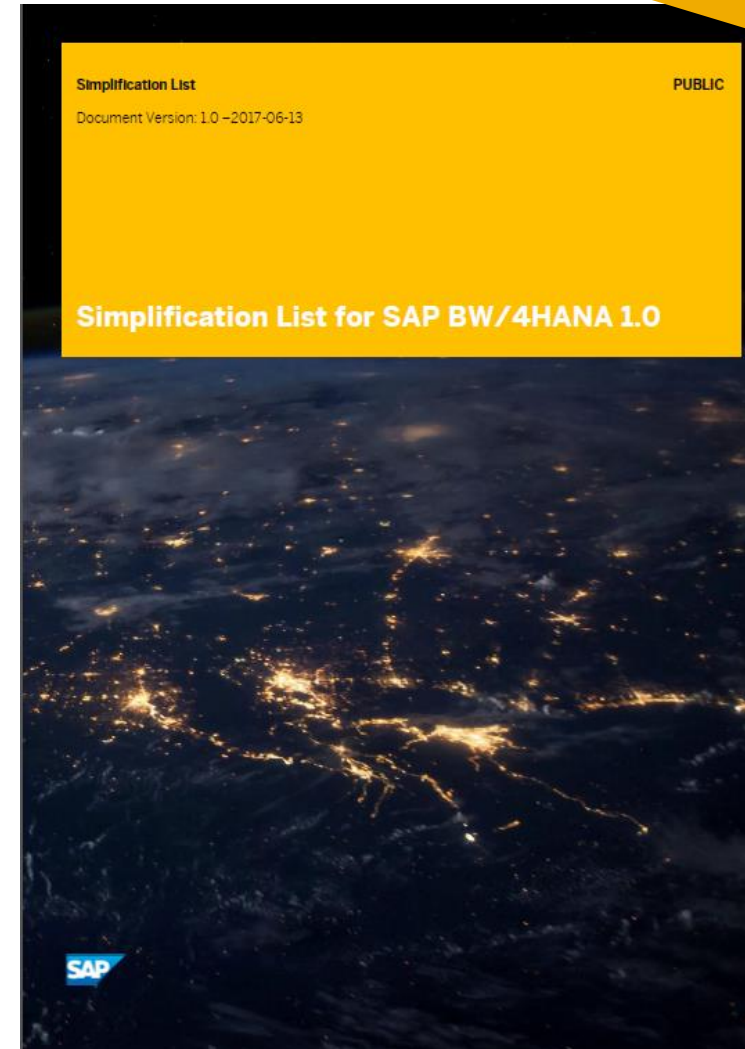 Simplification List PUBLIC
Document Version: 1.0 –2017-06-13
Simplification List for SAP BW/4HANA 1.0
SAP